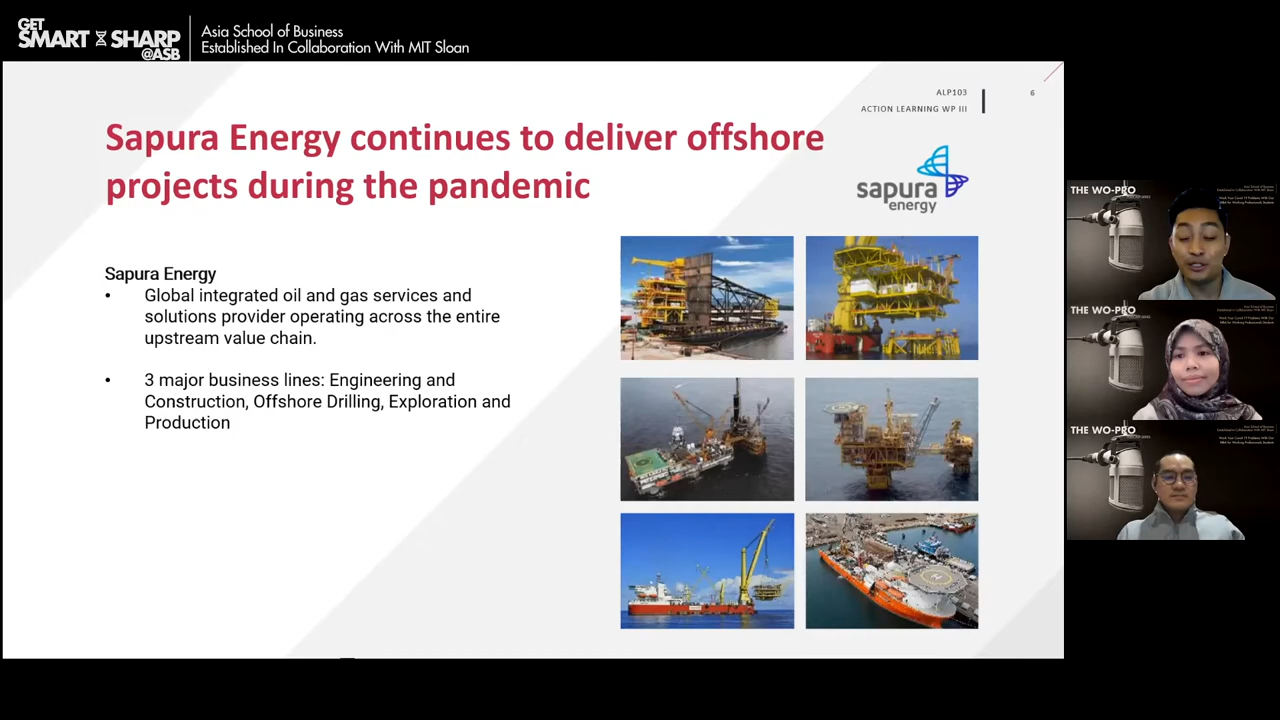 GET
SMART SHARP
@ASB
Asia School of Business
Established In Collaboration With MIT Sloan
ALP103
ACTION LEARNING WP III
6
Sapura Energy continues to deliver offshore
projects during the pandemic
sapura
energy
Sapura Energy
• Global integrated oil and gas services and
solutions provider operating across the entire
upstream value chain.
• 3 major business lines: Engineering and
Construction, Offshore Drilling, Exploration and
Production
THE WO-PRO
THE WO-PRO
THE WO-PRO